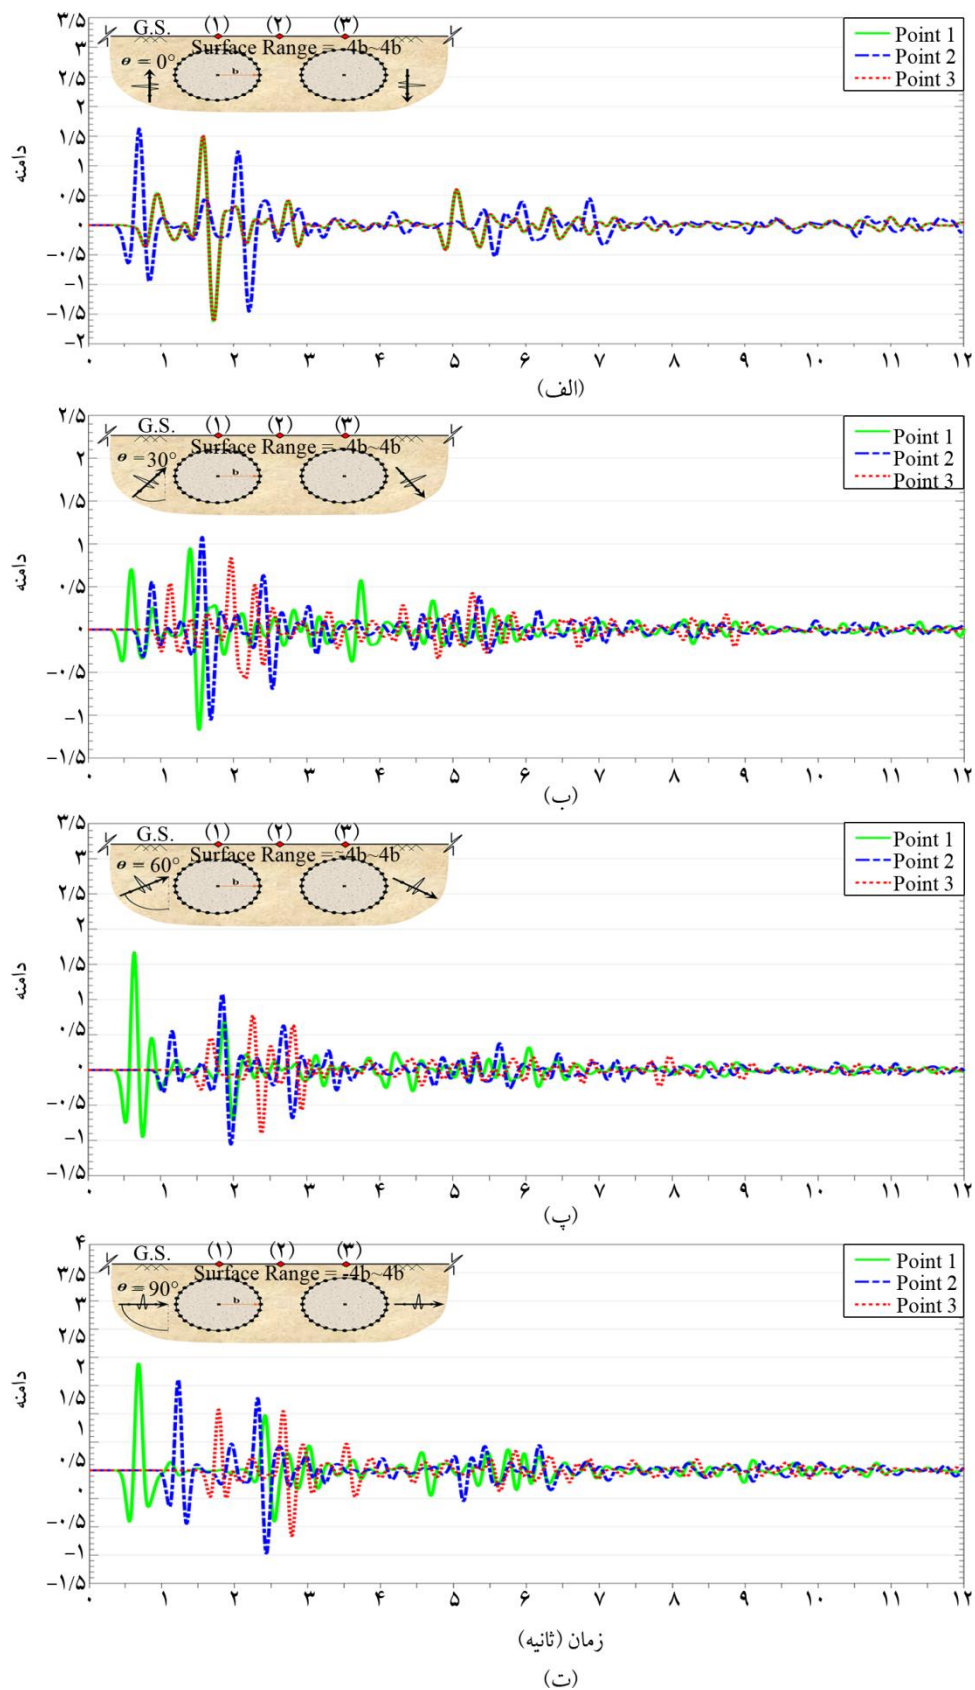 ۳/۵
G.S. (۱) (۲) (۳)
Point 1
۳
Surface Range = -4b~4b
Point 2
θ = 0°
b
۲/۵
Point 3
۲
۱/۵
دامنه
۱
۰/۵
۰
−۰/۵
−۱
−۱/۵
−۲
۰ ۱ ۲ ۳ ۴ ۵ ۶ ۷ ۸ ۹ ۱۰ ۱۱ ۱۲
(الف)
۲/۵
G.S. (۱) (۲) (۳)
Point 1
Surface Range = -4b~4b
Point 2
۲
θ = 30°
b
Point 3
۱/۵
۱
دامنه
۰/۵
۰
−۰/۵
−۱
−۱/۵
۰ ۱ ۲ ۳ ۴ ۵ ۶ ۷ ۸ ۹ ۱۰ ۱۱ ۱۲
(ب)
۳/۵
G.S. (۱) (۲) (۳)
Point 1
۳
Surface Range = -4b~4b
Point 2
θ = 60°
b
۲/۵
Point 3
۲
۱/۵
دامنه
۱
۰/۵
۰
−۰/۵
−۱
−۱/۵
۰ ۱ ۲ ۳ ۴ ۵ ۶ ۷ ۸ ۹ ۱۰ ۱۱ ۱۲
(پ)
۴
G.S. (۱) (۲) (۳)
Point 1
۳/۵
Surface Range = -4b~4b
Point 2
θ = 90°
b
۳
Point 3
۲/۵
۲
۱/۵
دامنه
۱
۰/۵
۰
−۰/۵
−۱
−۱/۵
۰ ۱ ۲ ۳ ۴ ۵ ۶ ۷ ۸ ۹ ۱۰ ۱۱ ۱۲
زمان (ثانیه)
(ت)